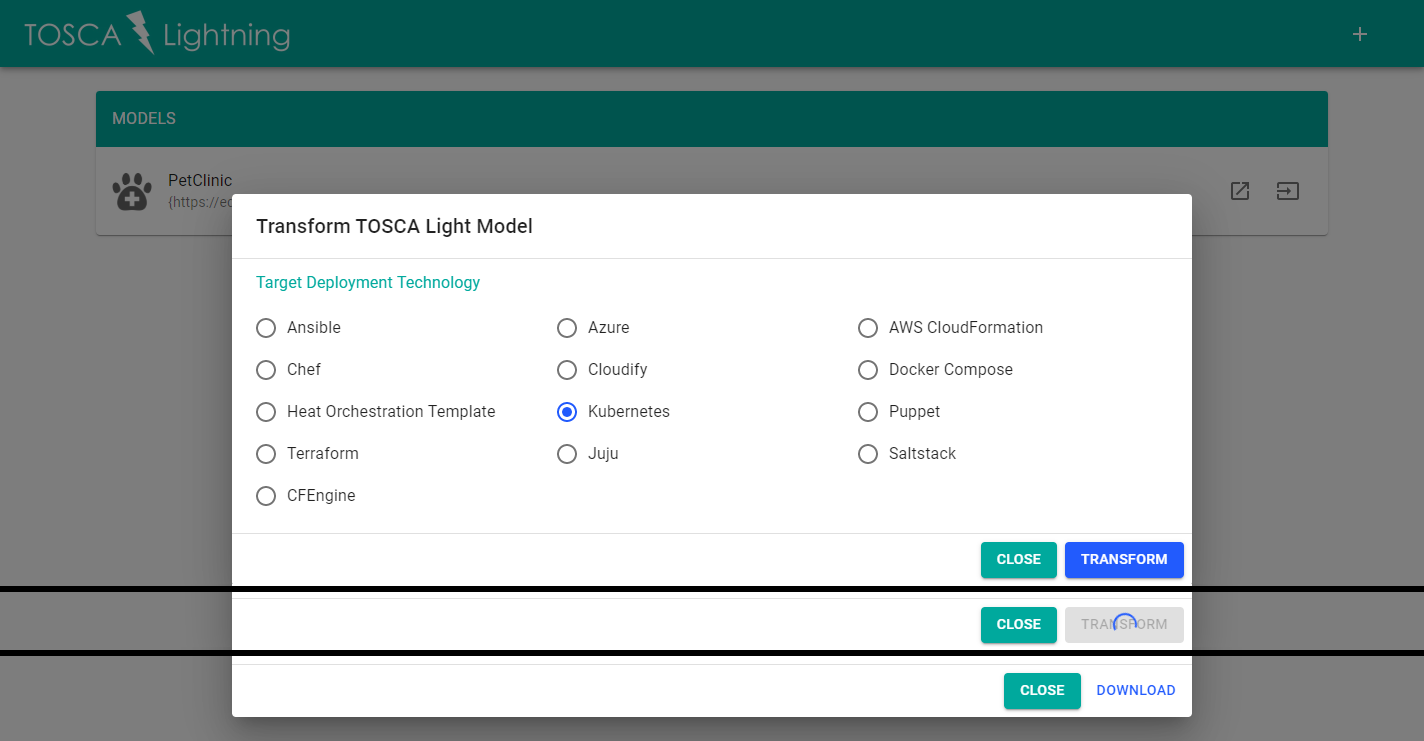 TOSCA Lightning
+
MODELS
PetClinic
{https://ec
Transform TOSCA Light Model
Target Deployment Technology
Ansible Azure AWS CloudFormation
Chef Cloudify Docker Compose
Heat Orchestration Template Kubernetes Puppet
Terraform Juju Saltstack
CFEngine
CLOSE TRANSFORM
CLOSE TRANSFORM
CLOSE DOWNLOAD